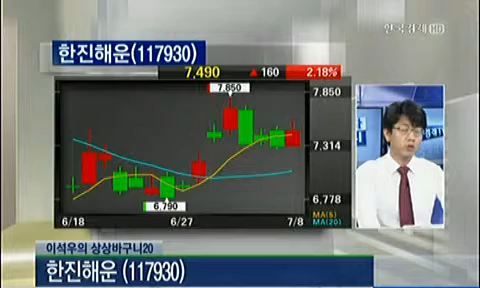 한국경제 HD
한진해운(117930)
7,490 ▲ 160 2.18%
7,850
7,850
7,314
6,790
6,778
6/18 6/27 7/8
MA(5)
MA(20)
이석우의 상상바구니20
한진해운 (117930)